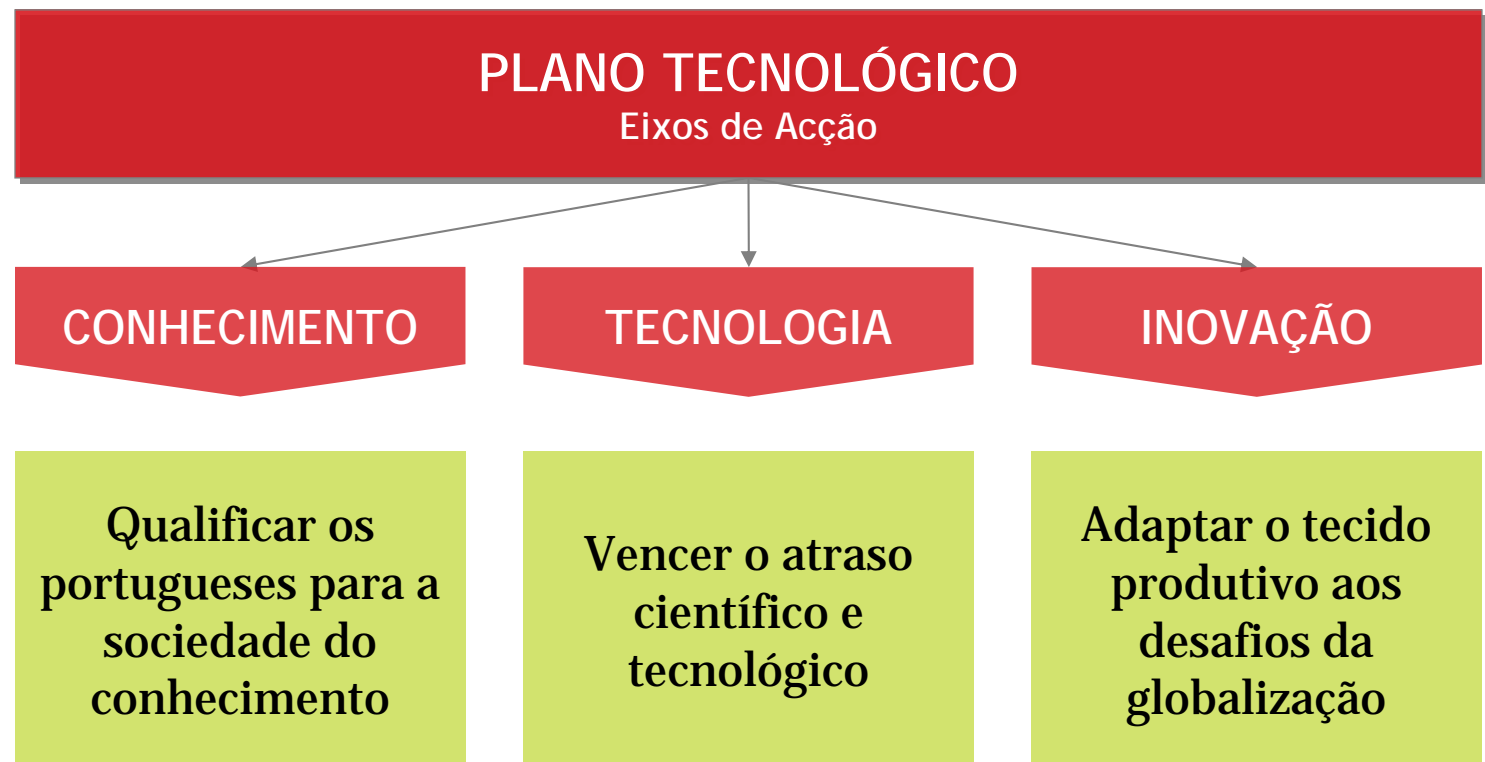 PLANO TECNOLÓGICO
Eixos de Acção
CONHECIMENTO
TECNOLOGIA
INOVAÇÃO
Qualificar os
portugueses para a
sociedade do
conhecimento
Vencer o atraso
científico e
tecnológico
Adaptar o tecido
produtivo aos
desafios da
globalização